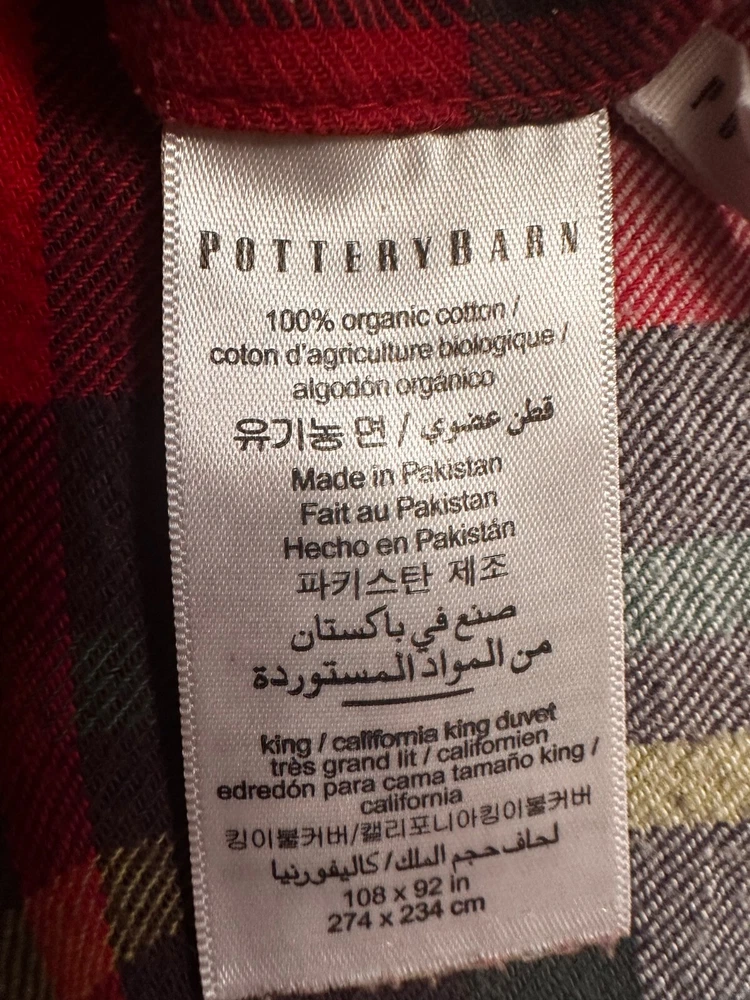 POTTERYBARN
100% organic cotton /
coton d'agriculture biologique /
algodón orgánico
유기농 면 / قطن عضوي
Made in Pakistan
Fait au Pakistan
Hecho en Pakistán
파키스탄 제조
صنع في باكستان
من المواد المستوردة
king / california king duvet
très grand lit / californien
edredón para cama tamaño king /
california
킹이불커버/캘리포니아킹이불커버
لحاف حجم الملك/ كاليفورنيا
108 x 92 in
274 x 234 cm